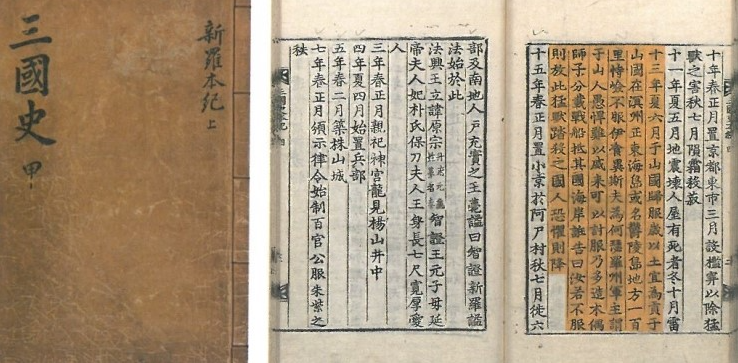 三國史 甲
新羅本紀 上
十年春正月置京都東市三月設檻穽以除猛
獸之害秋七月隕霜殺菽
十一年夏五月地震壞人屋有死者冬十月雷
十三年夏六月于山國歸服歲以土宜爲貢于
山國在溟州正東海島或名鬱陵島地方一百
里恃嶮不服伊飡異斯夫爲何瑟羅州軍主謂
于山人愚悍難以威來可以計服乃多造木偶
師子分載戰船抵其國海岸誑告曰汝若不服
則放此猛獸踏殺之國人恐懼則降
十五年春正月置小京於阿尸村秋七月徙六
部及南地人戶充實之王薨謚曰智證新羅謚
法始於此
法興王立諱原宗 冊府元龜姓募名秦 智證王元子母延
帝夫人妃朴氏保刀夫人王身長七尺寬厚愛
人
三年春正月親祀神宮龍見楊山井中
四年夏四月始置兵部
五年春二月築株山城
七年春正月頒示律令始制百官公服朱紫之
秩